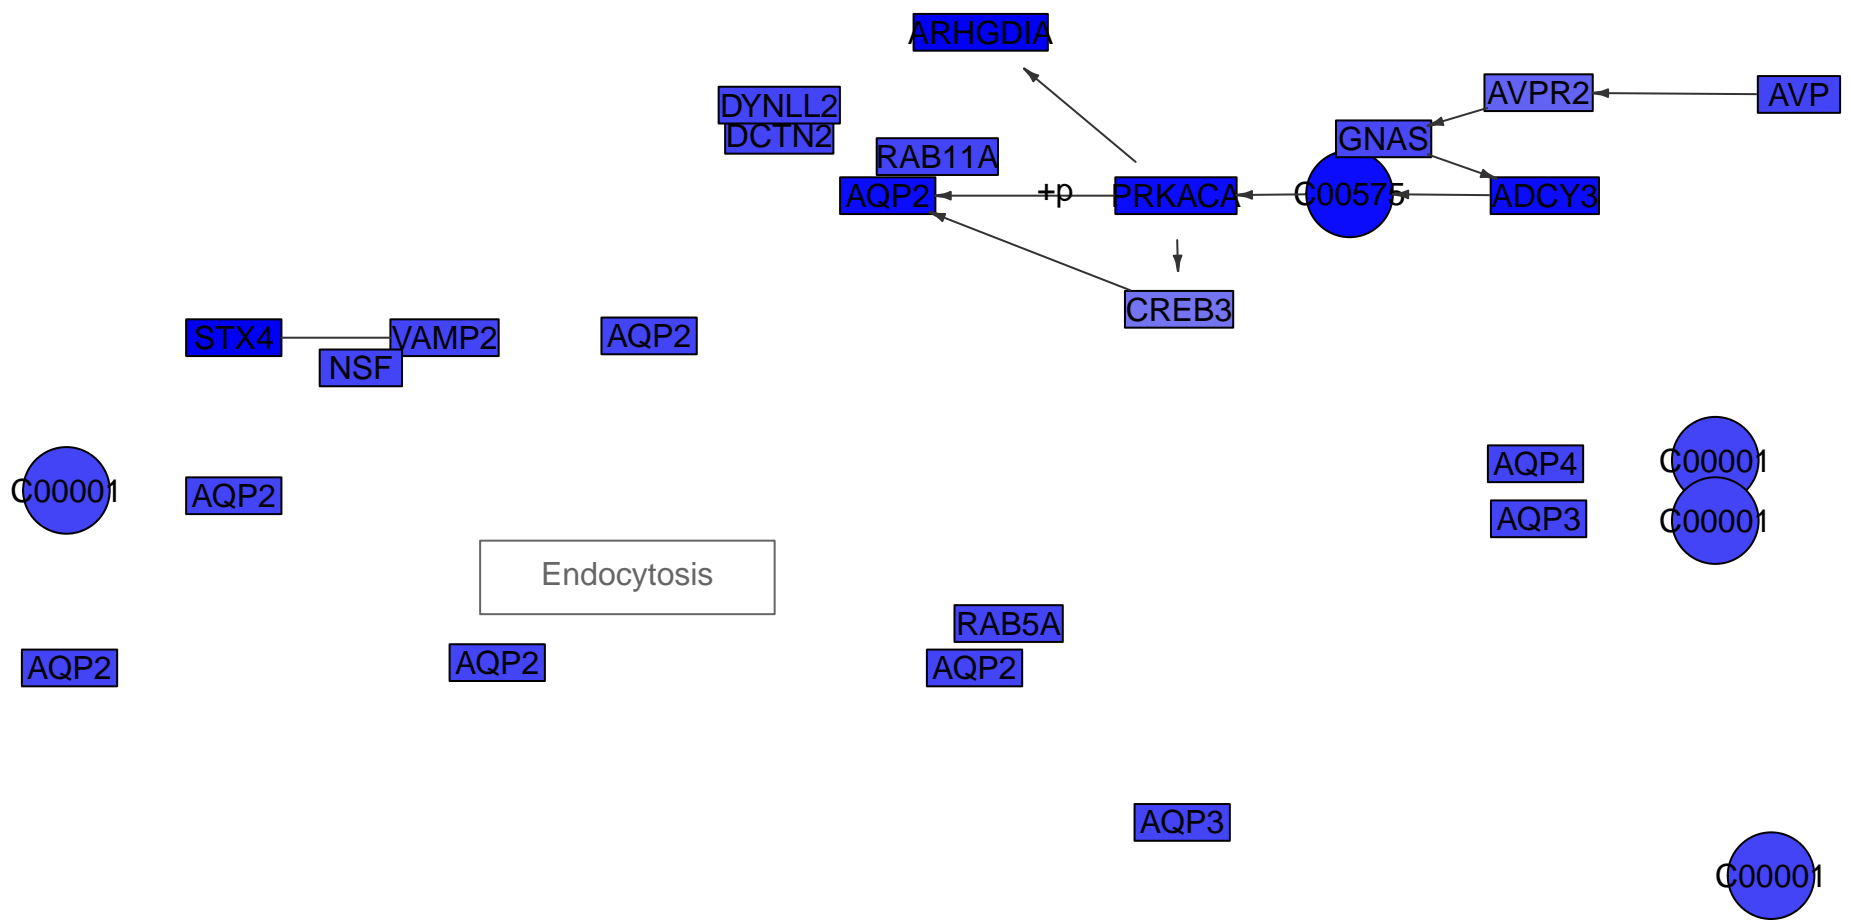 ARHGDIA
DYNLL2
AVPR2
AVP
DCTN2
GNAS
RAB11A
AQP2
+p
PRKACA
C00575
ADCY3
CREB3
STX4
VAMP2
AQP2
NSF
C00001
AQP4
C00001
AQP2
AQP3
C00001
Endocytosis
RAB5A
AQP2
AQP2
AQP2
AQP3
C00001